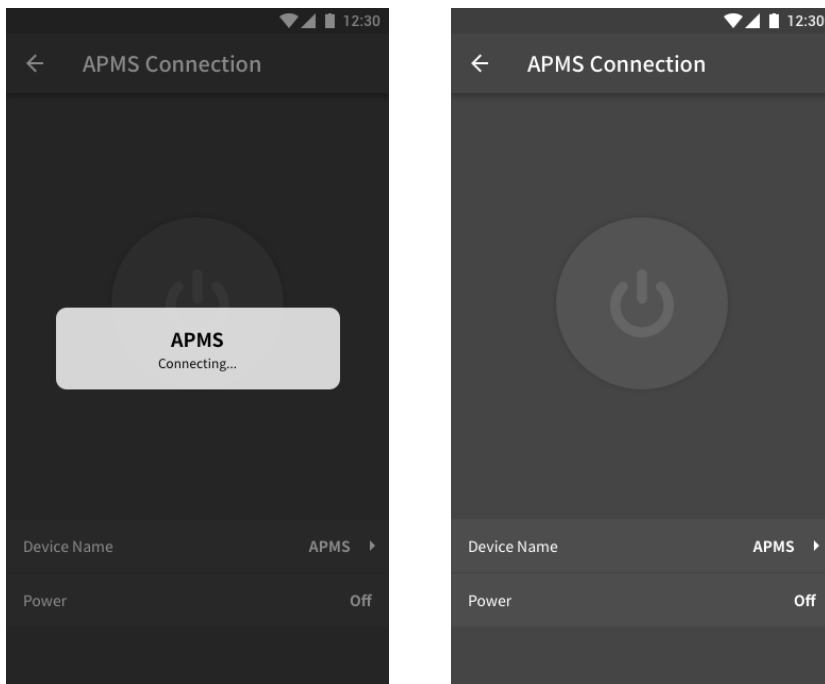 12:30
APMS Connection
APMS
Connecting...
Device Name APMS
Power Off
12:30
APMS Connection
Device Name APMS
Power Off